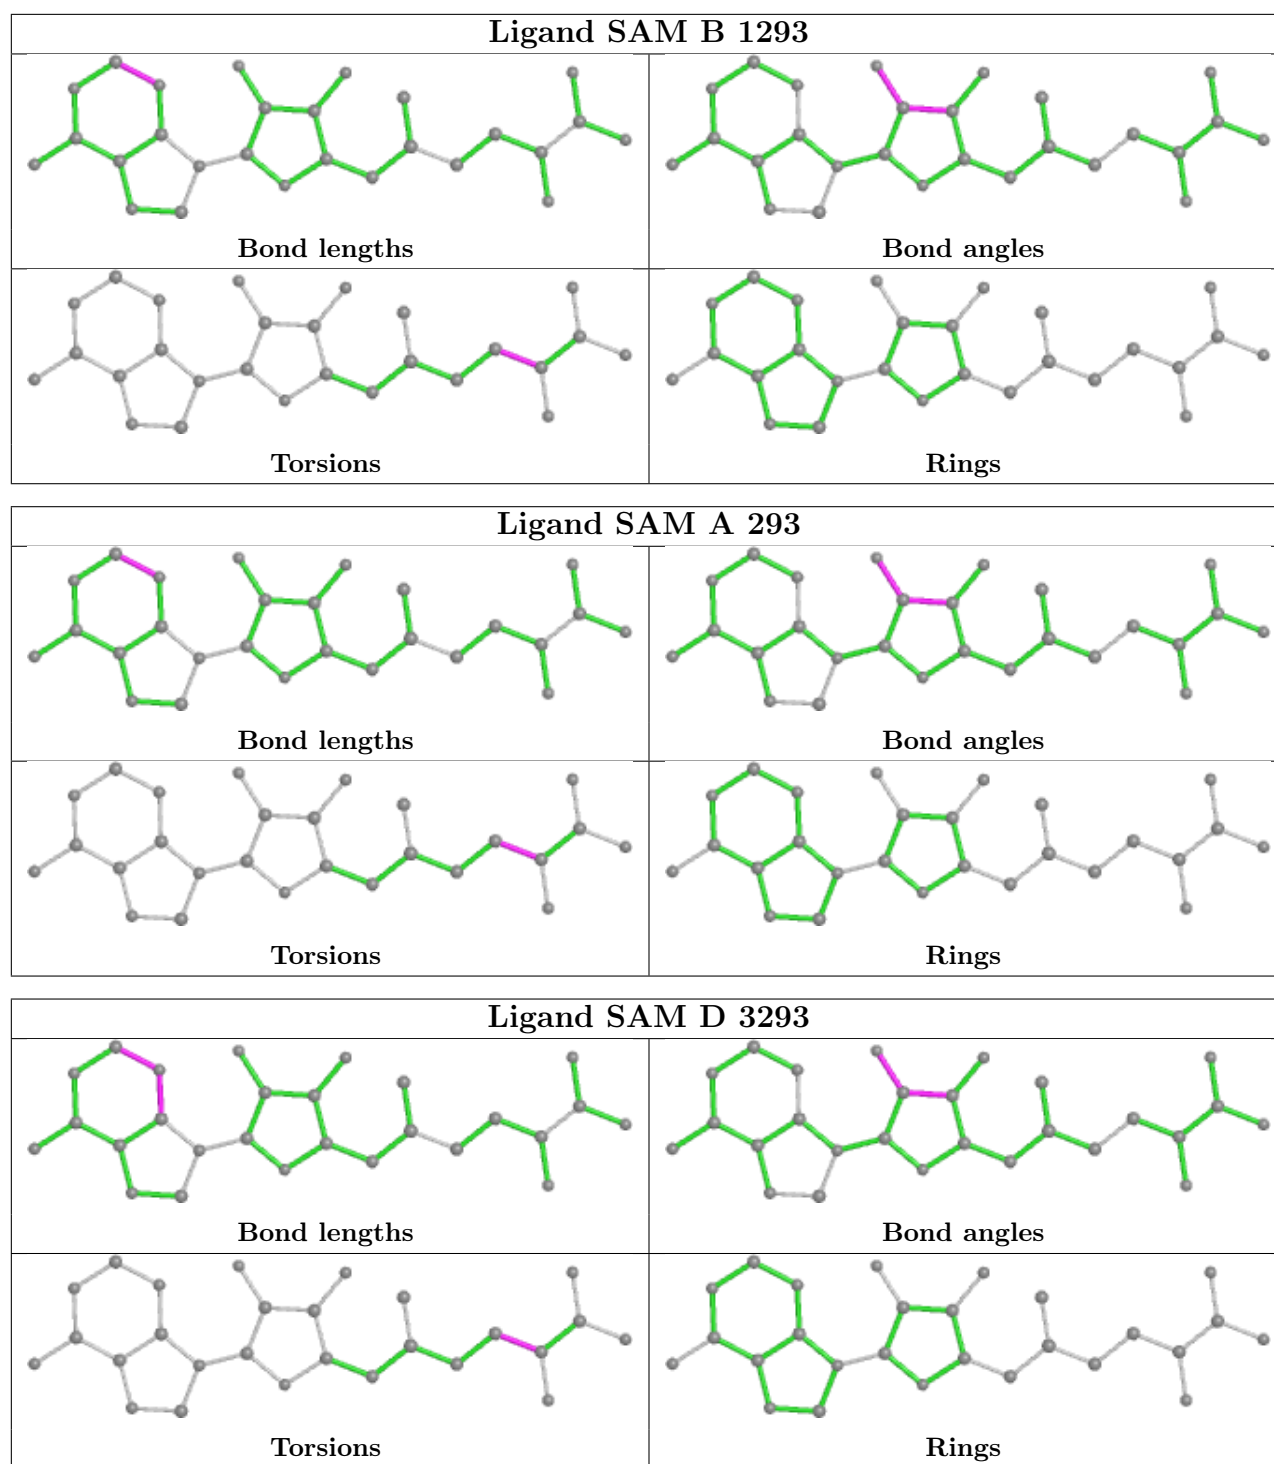 Ligand SAM B 1293
Bond lengths
Bond angles
Torsions
Rings
Ligand SAM A 293
Bond lengths
Bond angles
Torsions
Rings
Ligand SAM D 3293
Bond lengths
Bond angles
Torsions
Rings